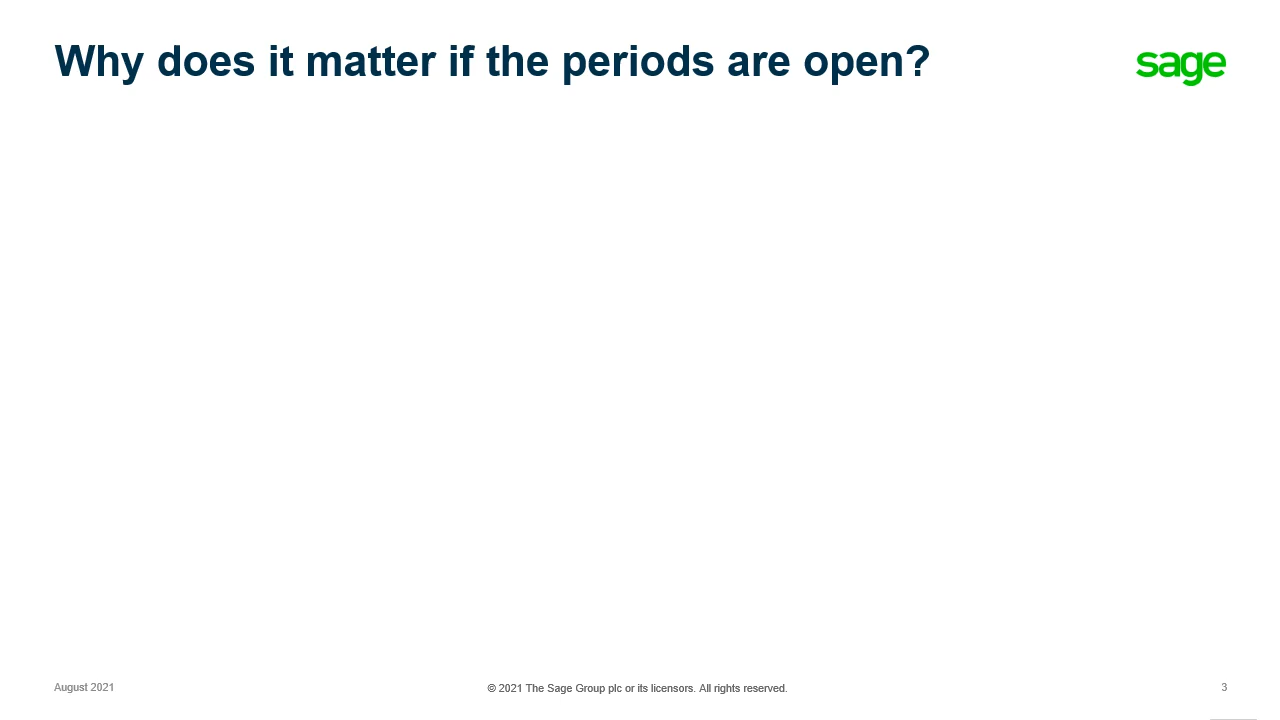 Why does it matter if the periods are open?
sage
August 2021
© 2021 The Sage Group plc or its licensors. All rights reserved.
3